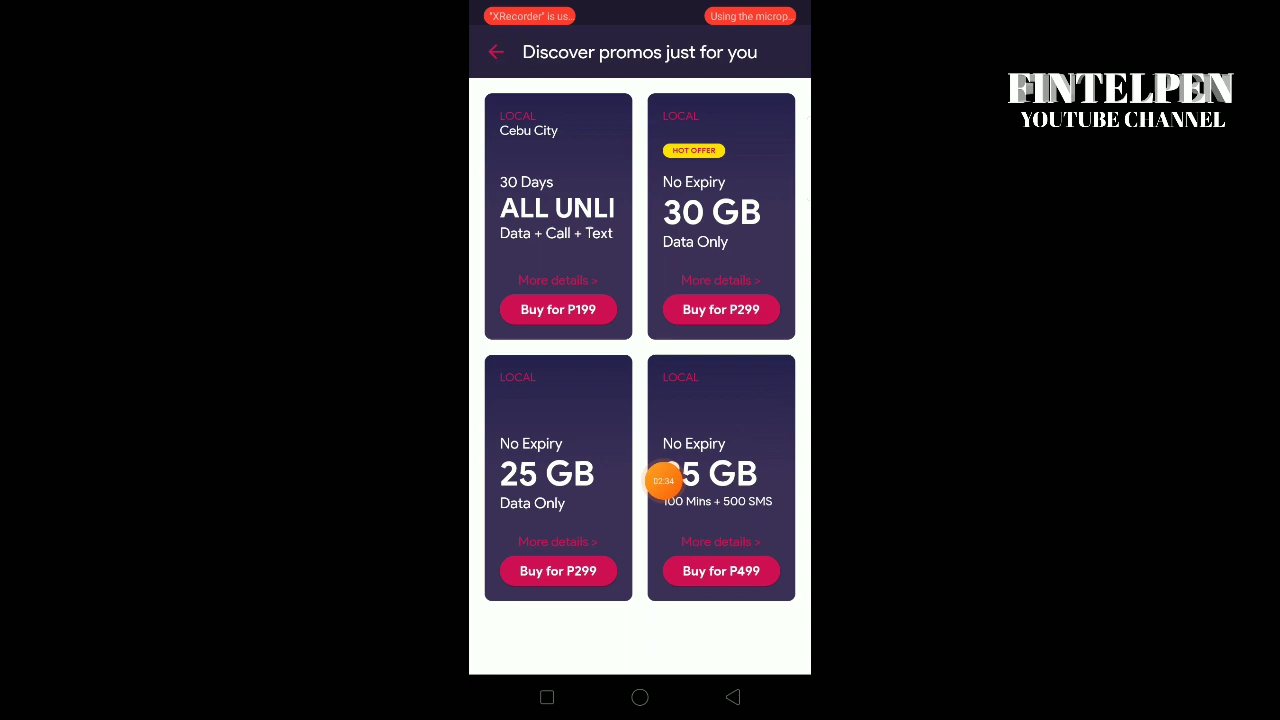 "XRecorder" is us...
Using the microp...
Discover promos just for you
FINTELPEN
YOUTUBE CHANNEL
LOCAL
Cebu City
30 Days
ALL UNLI
Data + Call + Text
More details >
Buy for P199
LOCAL
HOT OFFER
No Expiry
30 GB
Data Only
More details >
Buy for P299
LOCAL
No Expiry
25 GB
Data Only
More details >
Buy for P299
LOCAL
No Expiry
5 GB
02:34
100 Mins + 500 SMS
More details >
Buy for P499